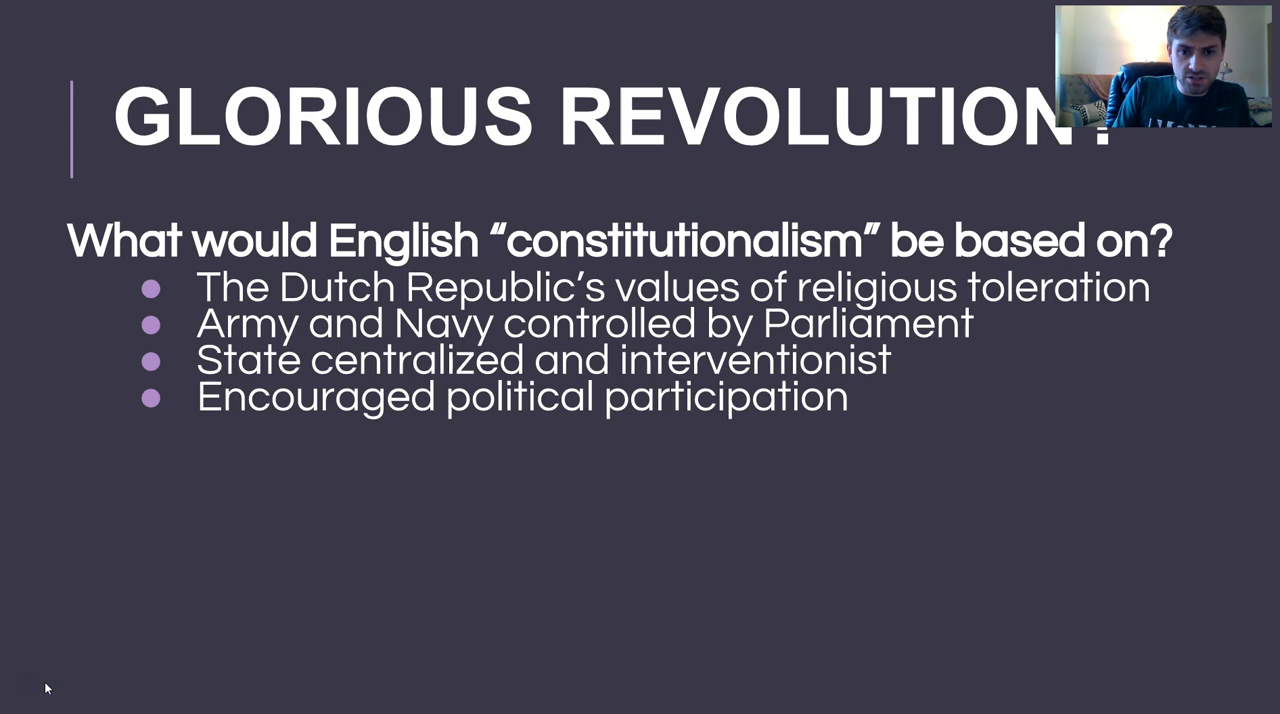 GLORIOUS REVOLUTION
What would English “constitutionalism” be based on?
● The Dutch Republic’s values of religious toleration
● Army and Navy controlled by Parliament
● State centralized and interventionist
● Encouraged political participation